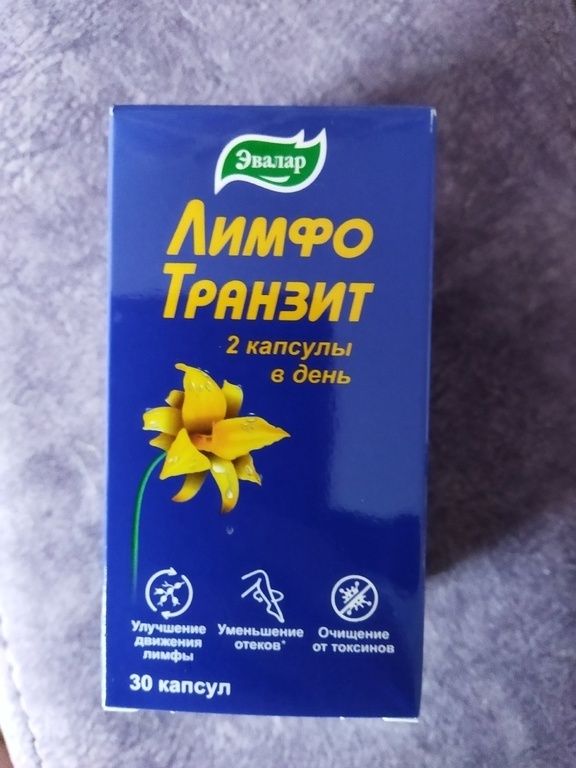 Эвалар
Лимфо
Транзит
2 капсулы
в день
Улучшение
движения
лимфы
Уменьшение
отеков*
Очищение
от токсинов
30 капсул